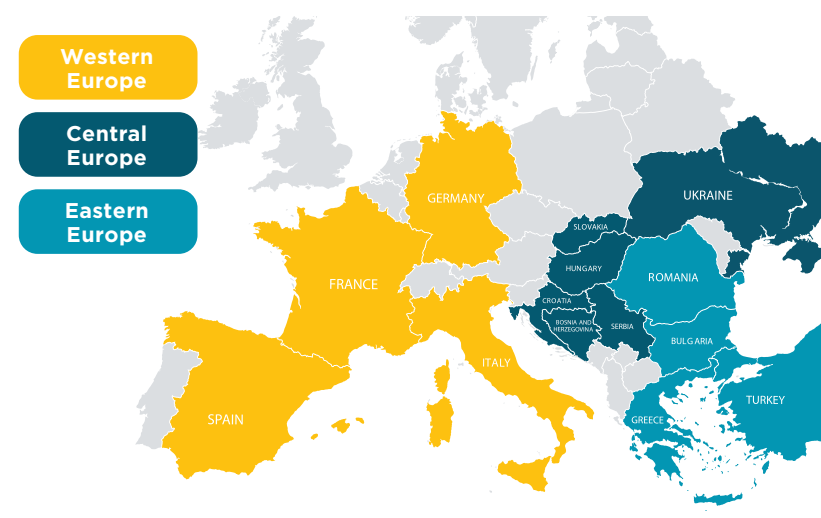 Western
Europe
Central
Europe
Eastern
Europe
GERMANY
UKRAINE
SLOVAKIA
HUNGARY
ROMANIA
FRANCE
CROATIA
BOSNIA AND
HERZEGOVINA
SERBIA
BULGARIA
ITALY
TURKEY
SPAIN
GREECE